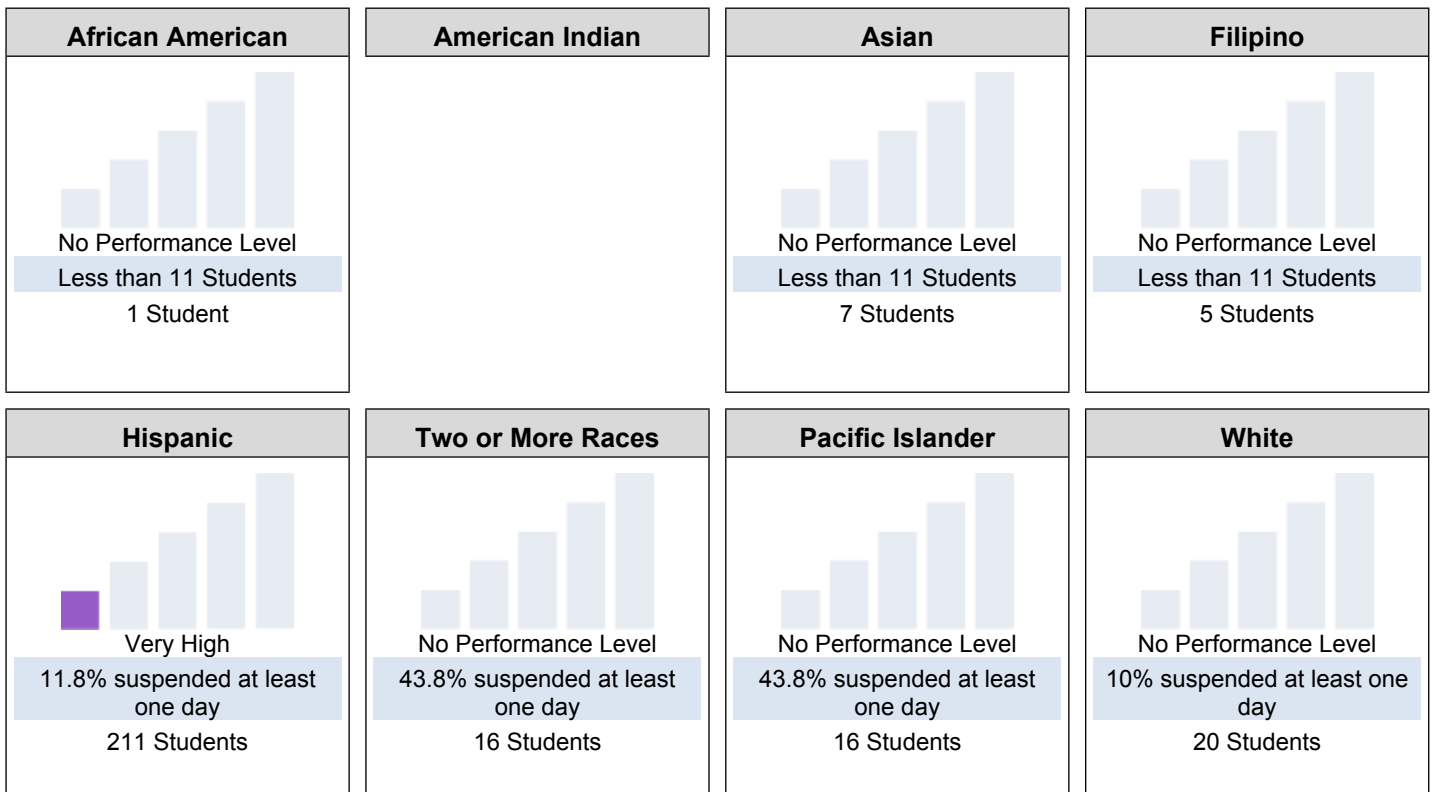 African American
No Performance Level
Less than 11 Students
1 Student
American Indian
Asian
No Performance Level
Less than 11 Students
7 Students
Filipino
No Performance Level
Less than 11 Students
5 Students
Hispanic
Very High
11.8% suspended at least
one day
211 Students
Two or More Races
No Performance Level
43.8% suspended at least
one day
16 Students
Pacific Islander
No Performance Level
43.8% suspended at least
one day
16 Students
White
No Performance Level
10% suspended at least one
day
20 Students